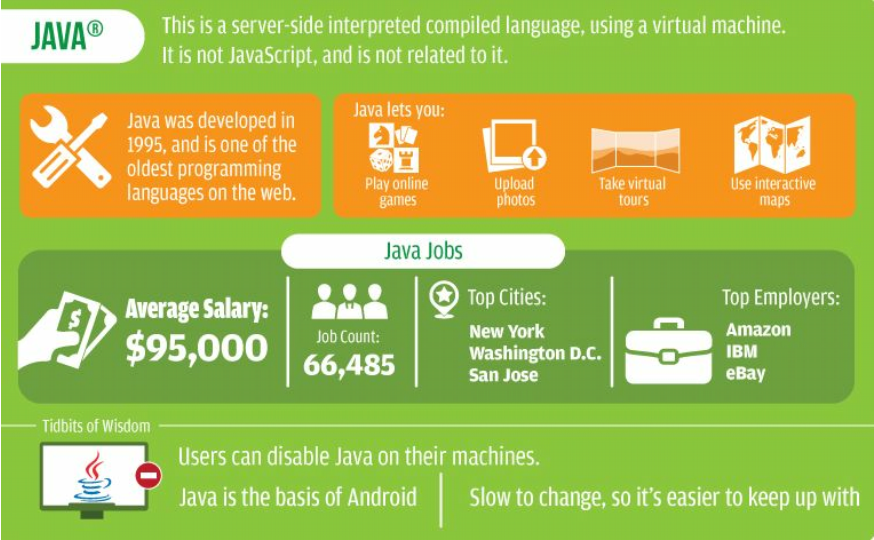 JAVA®
This is a server-side interpreted compiled language, using a virtual machine.
It is not JavaScript, and is not related to it.
Java was developed in
1995, and is one of the
oldest programming
languages on the web.
Java lets you:
Play online
games
Upload
photos
Take virtual
tours
Use interactive
maps
Java Jobs
$
Average Salary:
$95,000
Job Count:
66,485
Top Cities:
New York
Washington D.C.
San Jose
Top Employers:
Amazon
IBM
eBay
Tidbits of Wisdom
Users can disable Java on their machines.
Java is the basis of Android
Slow to change, so it's easier to keep up with